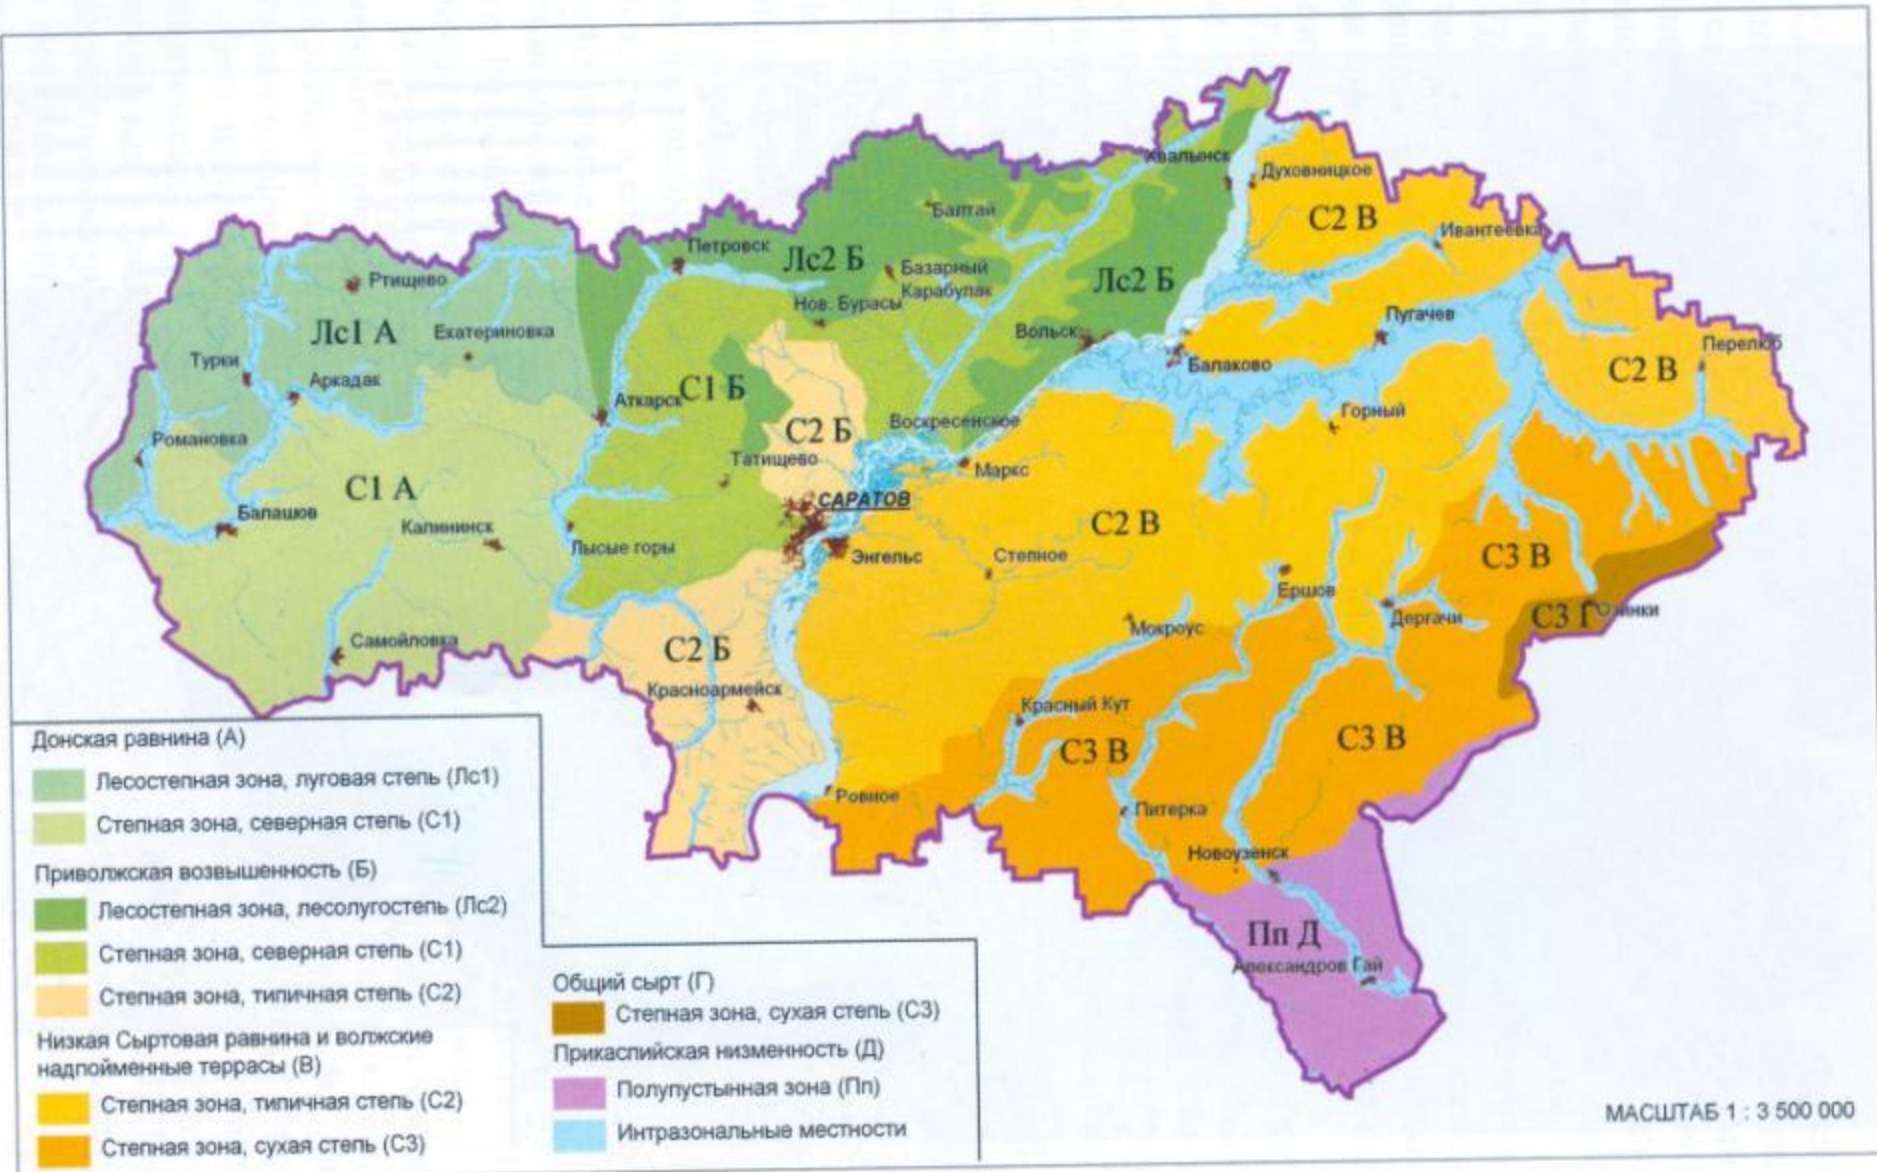 Хвалынск
Духовницкое
С2 В
Ивантеевка
Балтай
Петровск
Лс2 Б
Базарный
Карабулак
Лс2 Б
Ртищево
Нов. Бурасы
Лс1 А
Екатериновка
Вольск
Пугачев
Перелюб
Турки
Аркадак
Балаково
С2 В
Аткарск
С1 Б
Горный
Романовка
С2 Б
Воскресенское
Татищево
Маркс
С1 А
САРАТОВ
Балашов
Калининск
С2 В
Лысые горы
Энгельс
Степное
С3 В
Ершов
Дергачи
С3 Г
Озинки
Мокроус
Самойловка
С2 Б
Красноармейск
Красный Кут
С3 В
С3 В
Ровное
Питерка
Новоузенск
Пп Д
Александров Гай
Донская равнина (А)
Лесостепная зона, луговая степь (Лс1)
Степная зона, северная степь (С1)
Приволжская возвышенность (Б)
Лесостепная зона, лесолугостепь (Лс2)
Степная зона, северная степь (С1)
Степная зона, типичная степь (С2)
Низкая Сыртовая равнина и волжские
надпойменные террасы (В)
Степная зона, типичная степь (С2)
Степная зона, сухая степь (С3)
Общий сырт (Г)
Степная зона, сухая степь (С3)
Прикаспийская низменность (Д)
Полупустынная зона (Пп)
Интразональные местности
МАСШТАБ 1 : 3 500 000